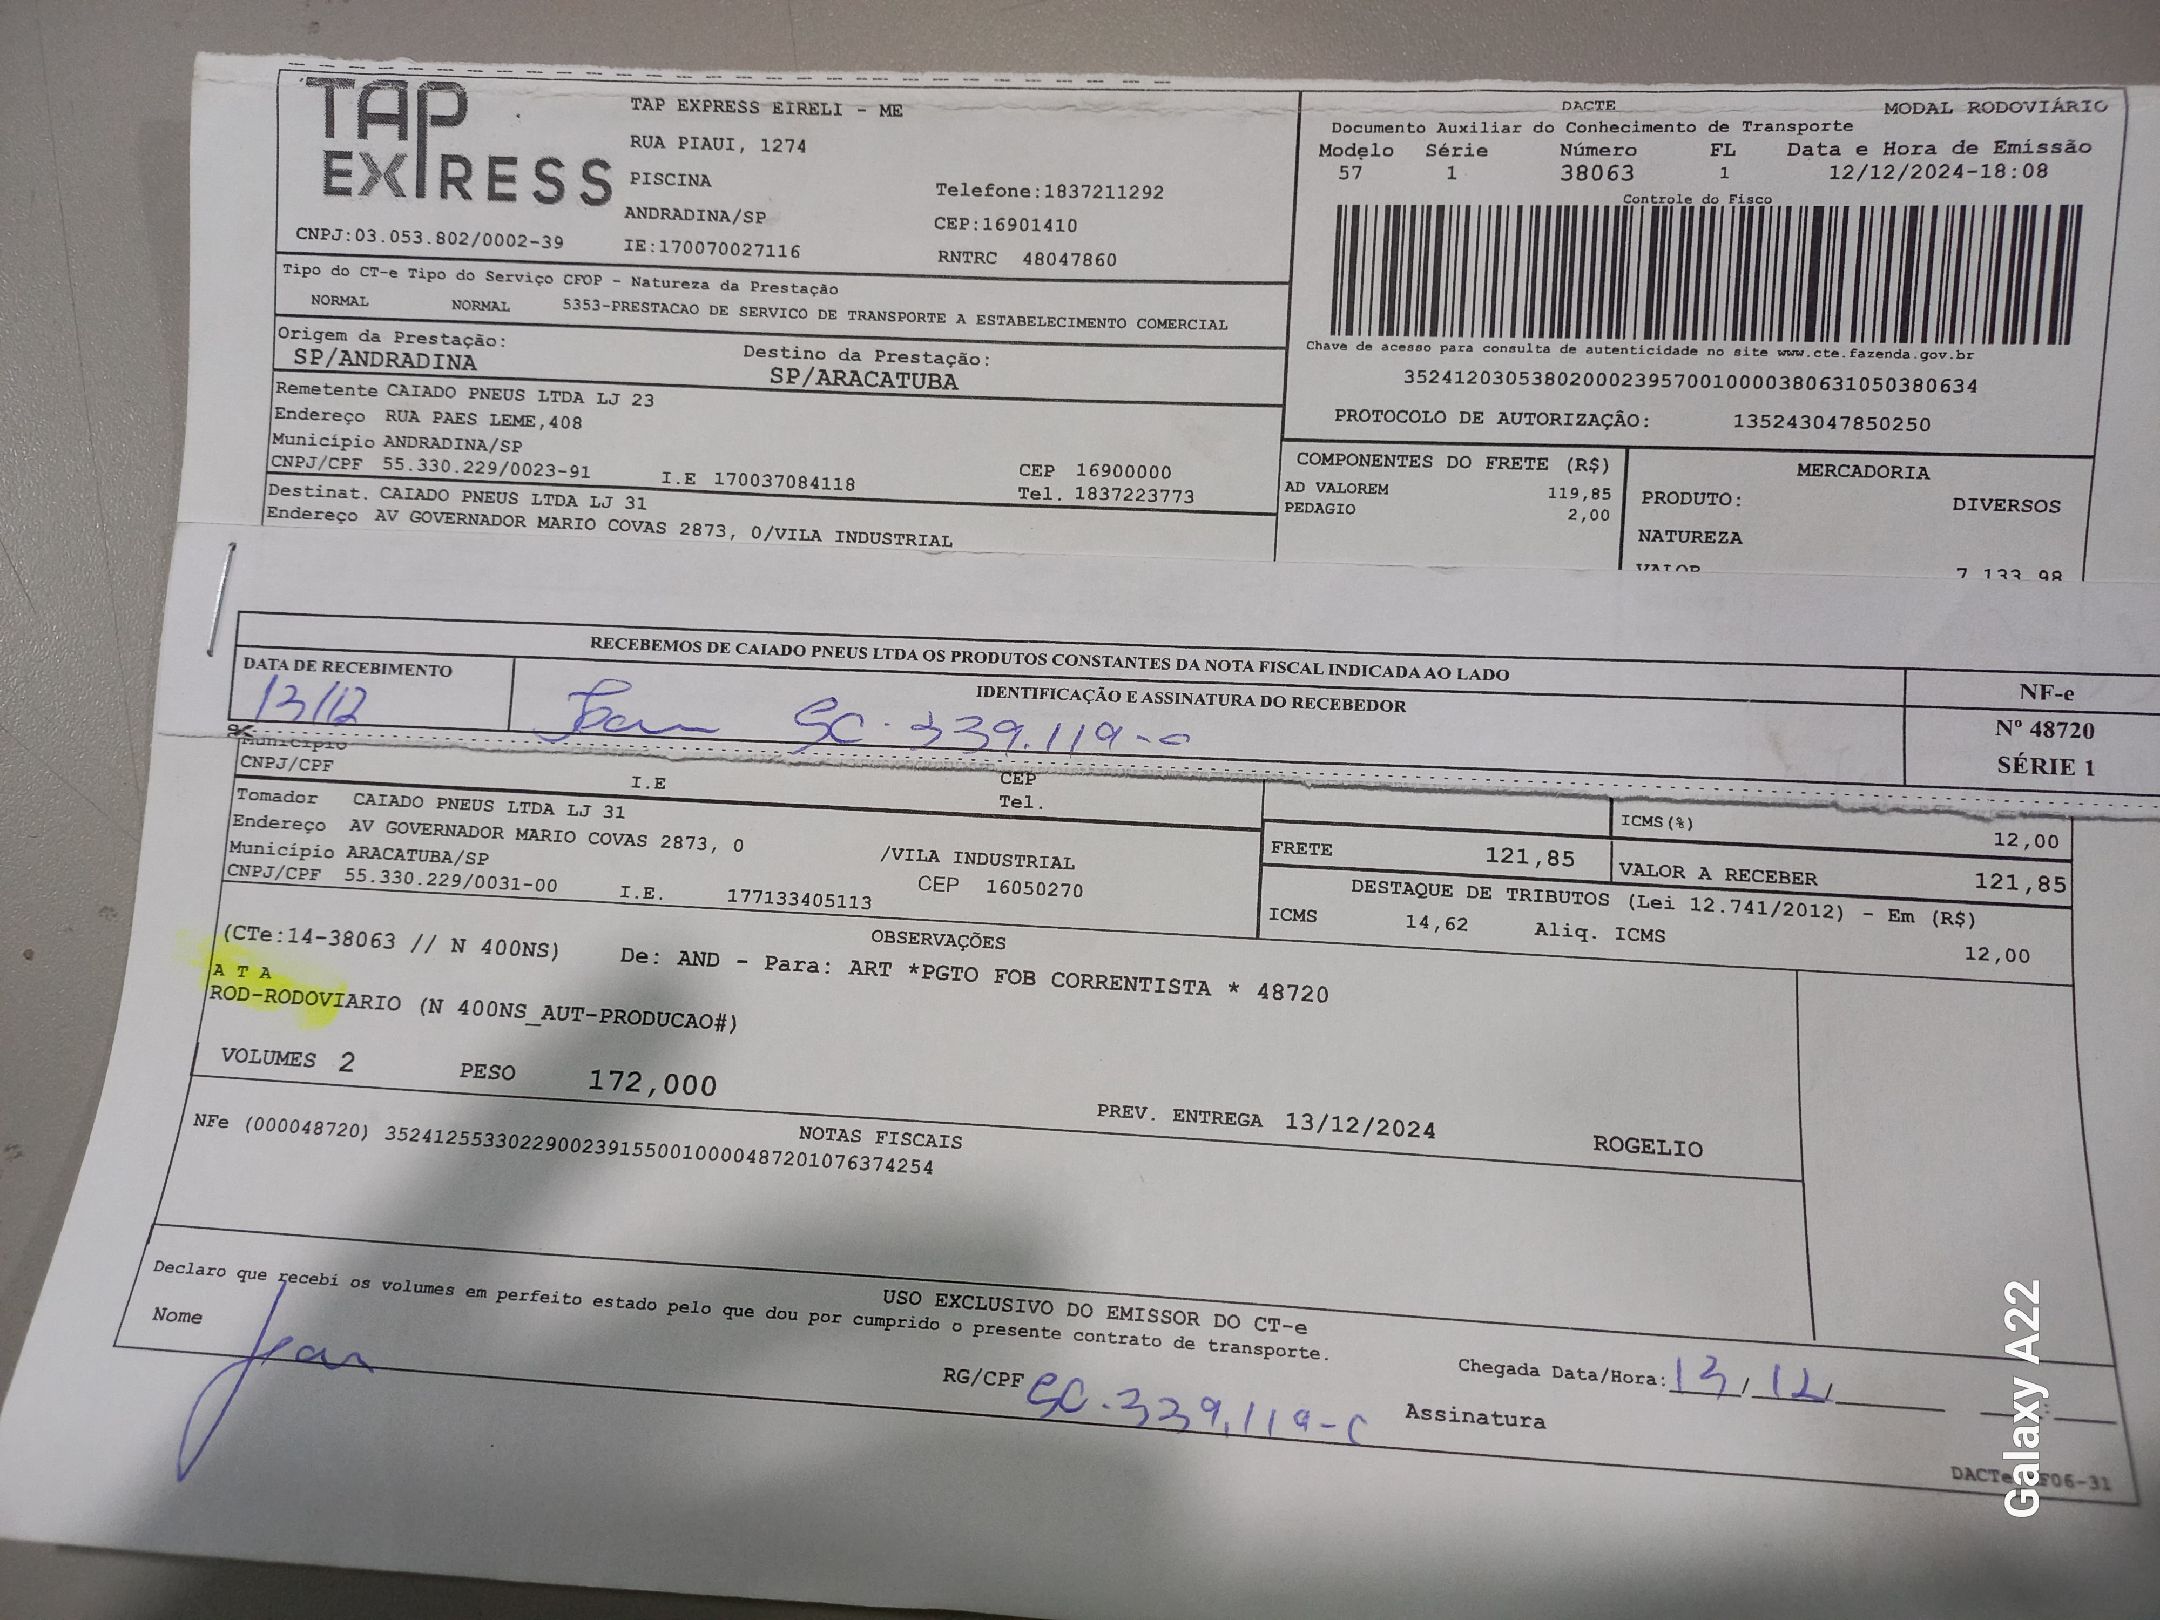 TAP
EXPRESS
TAP EXPRESS EIRELI - ME
RUA PIAUI, 1274
PISCINA
Telefone:1837211292
ANDRADINA/SP
CEP:16901410
CNPJ:03.053.802/0002-39
IE:170070027116
RNTRC 48047860
DACTE
MODAL RODOVIÁRIO
Documento Auxiliar do Conhecimento de Transporte
Modelo Série Número FL Data e Hora de Emissão
57 1 38063 1 12/12/2024-18:08
Controle do Fisco
Chave de acesso para consulta de autenticidade no site www.cte.fazenda.gov.br
35241203053802000239570010000380631050380634
PROTOCOLO DE AUTORIZAÇÃO: 135243047850250
Tipo do CT-e Tipo do Serviço CFOP - Natureza da Prestação
NORMAL NORMAL 5353-PRESTACAO DE SERVICO DE TRANSPORTE A ESTABELECIMENTO COMERCIAL
Origem da Prestação:
SP/ANDRADINA
Destino da Prestação:
SP/ARACATUBA
Remetente CAIADO PNEUS LTDA LJ 23
Endereço RUA PAES LEME,408
Município ANDRADINA/SP
CNPJ/CPF 55.330.229/0023-91 I.E 170037084118
CEP 16900000
Tel. 1837223773
Destinat. CAIADO PNEUS LTDA LJ 31
Endereço AV GOVERNADOR MARIO COVAS 2873, 0/VILA INDUSTRIAL
COMPONENTES DO FRETE (R$)
AD VALOREM 119,85
PEDAGIO 2,00
MERCADORIA
PRODUTO: DIVERSOS
NATUREZA
VALOR 7.133,98
RECEBEMOS DE CAIADO PNEUS LTDA OS PRODUTOS CONSTANTES DA NOTA FISCAL INDICADA AO LADO
DATA DE RECEBIMENTO
13/12
IDENTIFICAÇÃO E ASSINATURA DO RECEBEDOR
Jean SC.339.119-0
NF-e
Nº 48720
SÉRIE 1
Município
CNPJ/CPF I.E CEP
Tel.
Tomador CAIADO PNEUS LTDA LJ 31
Endereço AV GOVERNADOR MARIO COVAS 2873, 0 /VILA INDUSTRIAL
Município ARACATUBA/SP
CEP 16050270
CNPJ/CPF 55.330.229/0031-00 I.E. 177133405113
ICMS(%) 12,00
FRETE 121,85 VALOR A RECEBER 121,85
DESTAQUE DE TRIBUTOS (Lei 12.741/2012) - Em (R$)
ICMS 14,62 Aliq. ICMS 12,00
OBSERVAÇÕES
(CTe:14-38063 // N 400NS) De: AND - Para: ART *PGTO FOB CORRENTISTA * 48720
A T A
ROD-RODOVIARIO (N 400NS_AUT-PRODUCAO#)
VOLUMES 2 PESO 172,000 PREV. ENTREGA 13/12/2024 ROGELIO
NOTAS FISCAIS
NFe (000048720) 35241255330229002391550010000487201076374254
USO EXCLUSIVO DO EMISSOR DO CT-e
Declaro que recebi os volumes em perfeito estado pelo que dou por cumprido o presente contrato de transporte.
Nome Jean
RG/CPF SC.339.119-0
Chegada Data/Hora: 13/12/
Assinatura
Galaxy A22